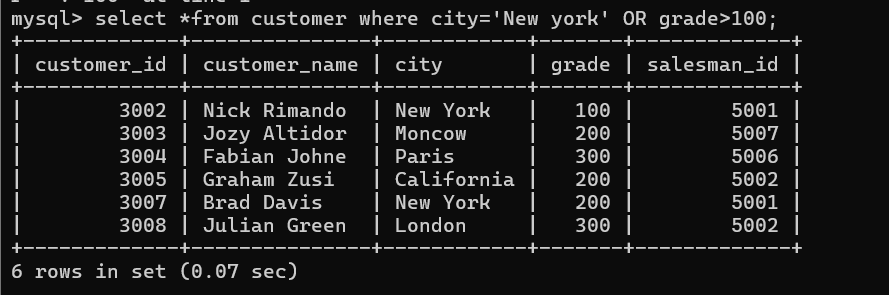 mysql> select *from customer where city='New york' OR grade>100;
+-------------+---------------+------------+-------+-------------+
| customer_id | customer_name | city       | grade | salesman_id |
+-------------+---------------+------------+-------+-------------+
|        3002 | Nick Rimando  | New York   |   100 |        5001 |
|        3003 | Jozy Altidor  | Moncow     |   200 |        5007 |
|        3004 | Fabian Johne  | Paris      |   300 |        5006 |
|        3005 | Graham Zusi   | California |   200 |        5002 |
|        3007 | Brad Davis    | New York   |   200 |        5001 |
|        3008 | Julian Green  | London     |   300 |        5002 |
+-------------+---------------+------------+-------+-------------+
6 rows in set (0.07 sec)